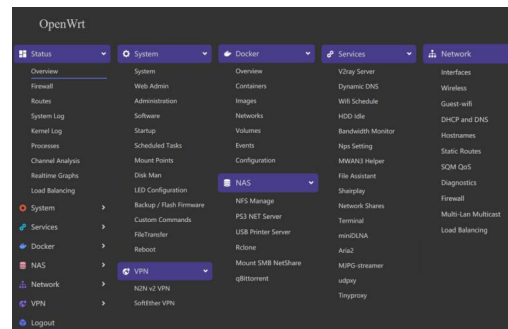 OpenWrt
Status
Overview
Firewall
Routes
System Log
Kernel Log
Processes
Channel Analysis
Realtime Graphs
Load Balancing
System
Services
Docker
NAS
Network
VPN
Logout
System
System
Web Admin
Administration
Software
Startup
Scheduled Tasks
Mount Points
Disk Man
LED Configuration
Backup / Flash Firmware
Custom Commands
FileTransfer
Reboot
VPN
N2N v2 VPN
SoftEther VPN
Docker
Overview
Containers
Images
Networks
Volumes
Events
Configuration
NAS
NFS Manage
PS3 NET Server
USB Printer Server
Rclone
Mount SMB NetShare
qBittorrent
Services
V2ray Server
Dynamic DNS
Wifi Schedule
HDD Idle
Bandwidth Monitor
Nps Setting
MWAN3 Helper
File Assistant
Shairplay
Network Shares
Terminal
miniDLNA
Aria2
MJPG-streamer
udpxy
Tinyproxy
Network
Interfaces
Wireless
Guest-wifi
DHCP and DNS
Hostnames
Static Routes
SQM QoS
Diagnostics
Firewall
Multi-Lan Multicast
Load Balancing